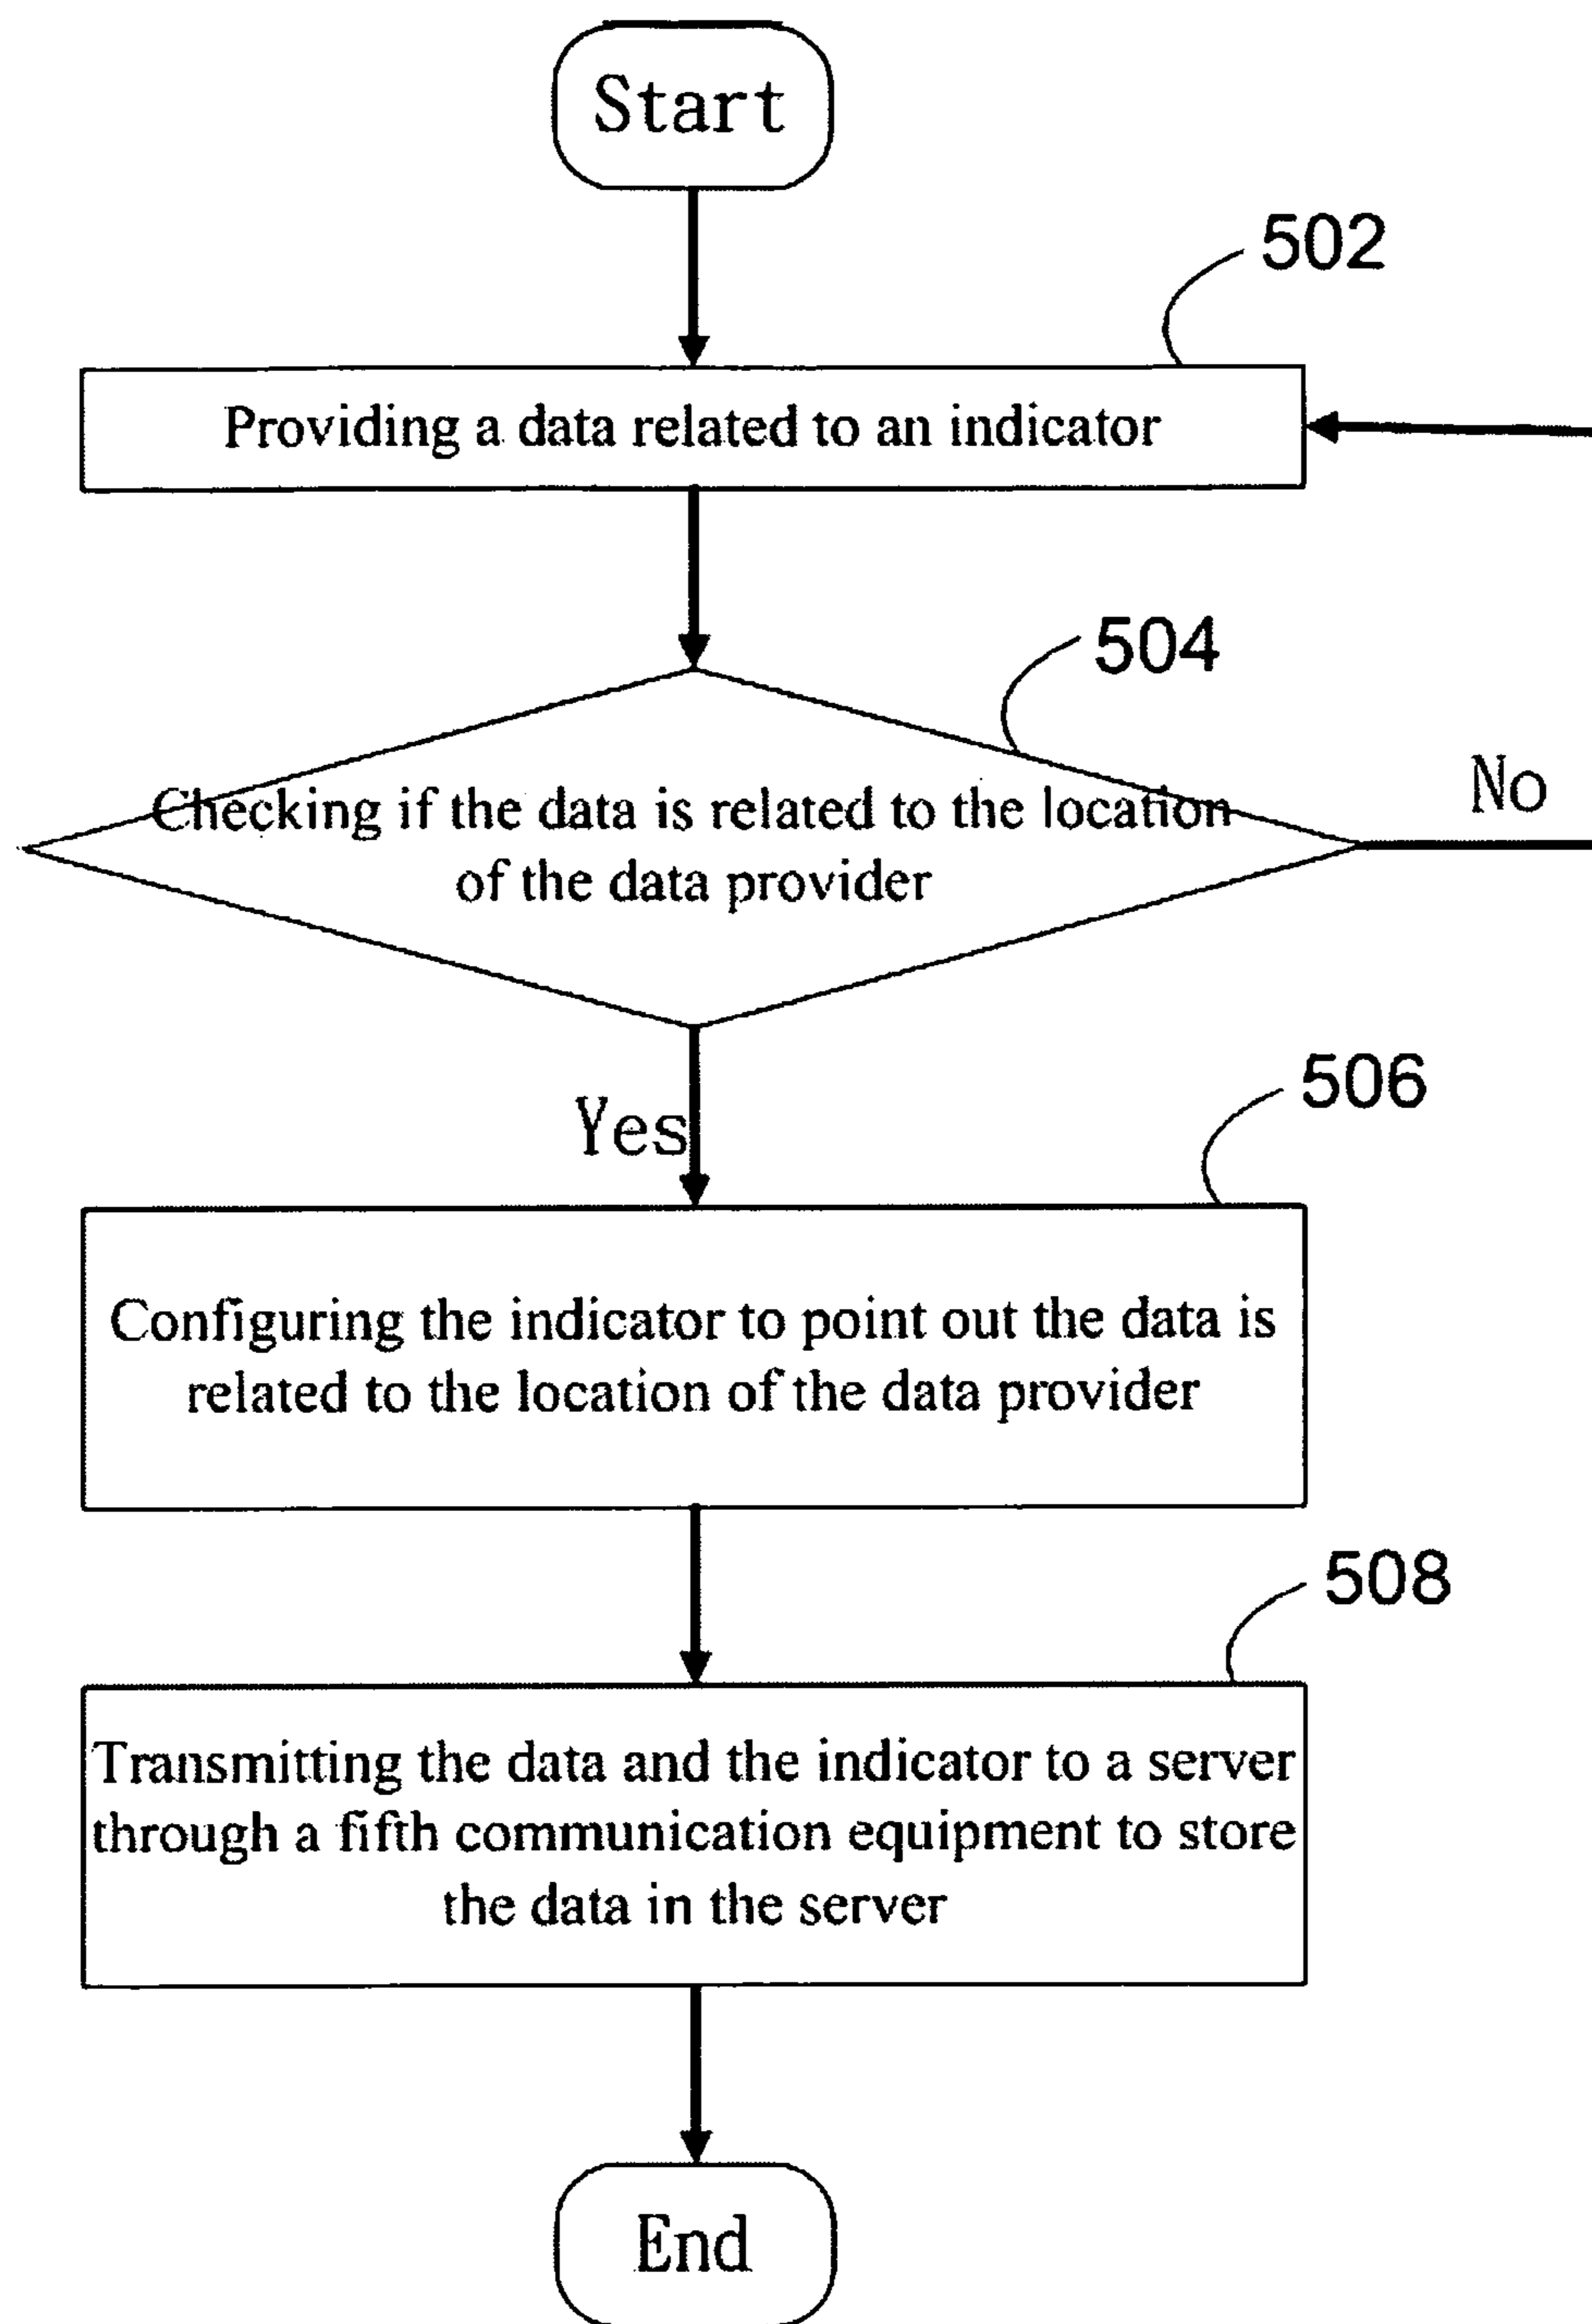 Start
502
Providing a data related to an indicator
504
Checking if the data is related to the location
of the data provider
No
Yes
506
Configuring the indicator to point out the data is
related to the location of the data provider
508
Transmitting the data and the indicator to a server
through a fifth communication equipment to store
the data in the server
End